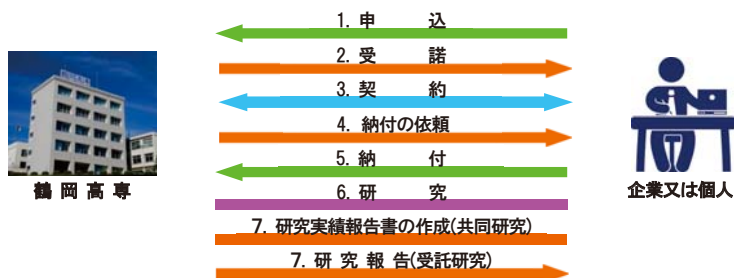 1. 申 込
2. 受 諾
3. 契 約
4. 納付の依頼
5. 納 付
6. 研 究
7. 研究実績報告書の作成(共同研究)
7. 研 究 報 告(受託研究)
鶴 岡 高 専
企業又は個人